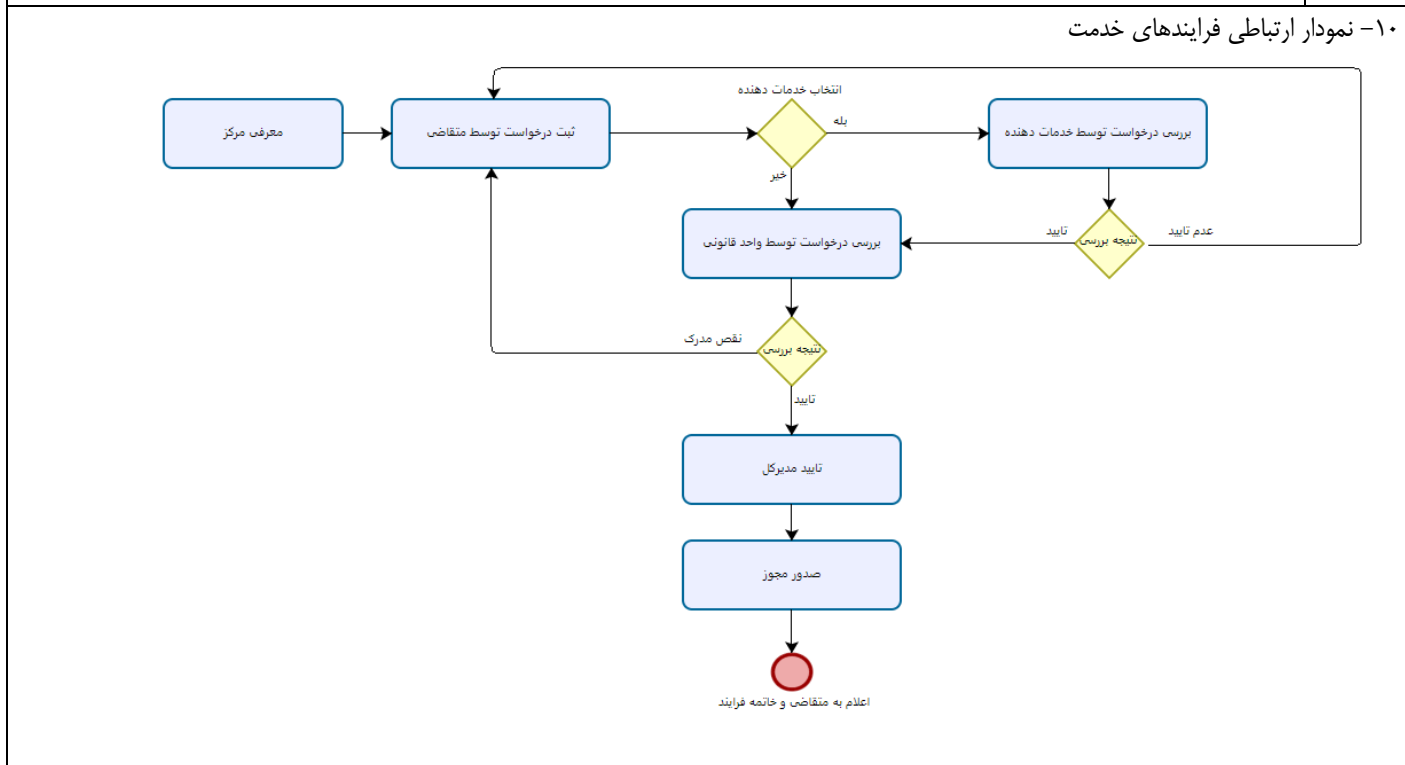 ۱۰- نمودار ارتباطی فرایندهای خدمت
معرفی مرکز
ثبت درخواست توسط متقاضی
انتخاب خدمات دهنده
بله
خیر
بررسی درخواست توسط خدمات دهنده
نتیجه بررسی
عدم تایید
تایید
بررسی درخواست توسط واحد قانونی
نتیجه بررسی
نقص مدرک
تایید
تایید مدیرکل
صدور مجوز
اعلام به متقاضی و خاتمه فرایند